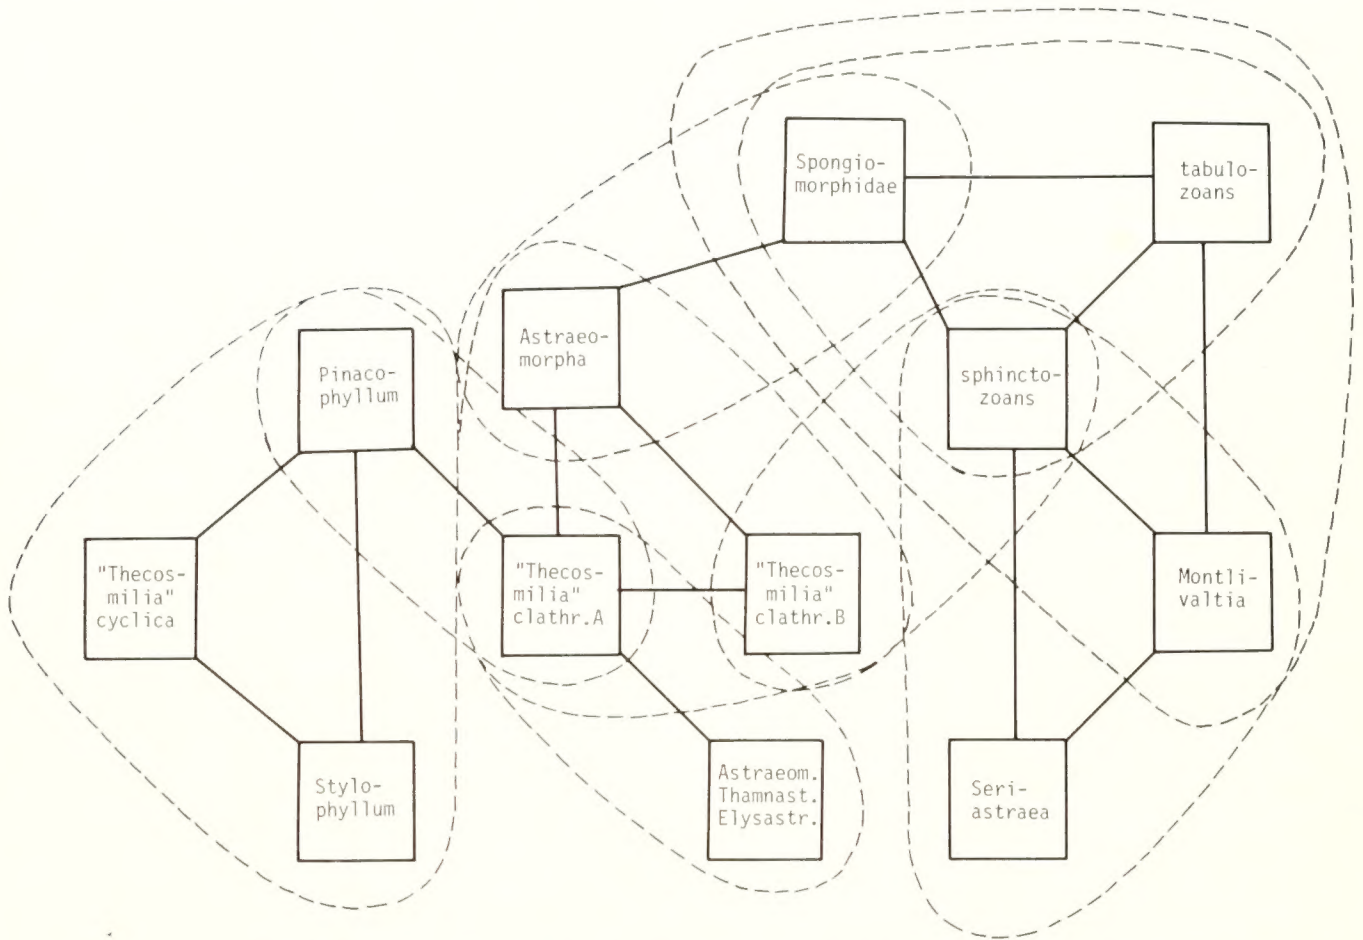 Spongio-
morphidae
tabulo-
zoans
Astraeo-
morpha
Pinaco-
phyllum
sphincto-
zoans
"Thecos-
milia"
cyclica
"Thecos-
milia"
clathr.A
"Thecos-
milia"
clathr.B
Montli-
valtia
Stylo-
phyllum
Astraeom.
Thamnast.
Elysastr.
Seri-
astraea